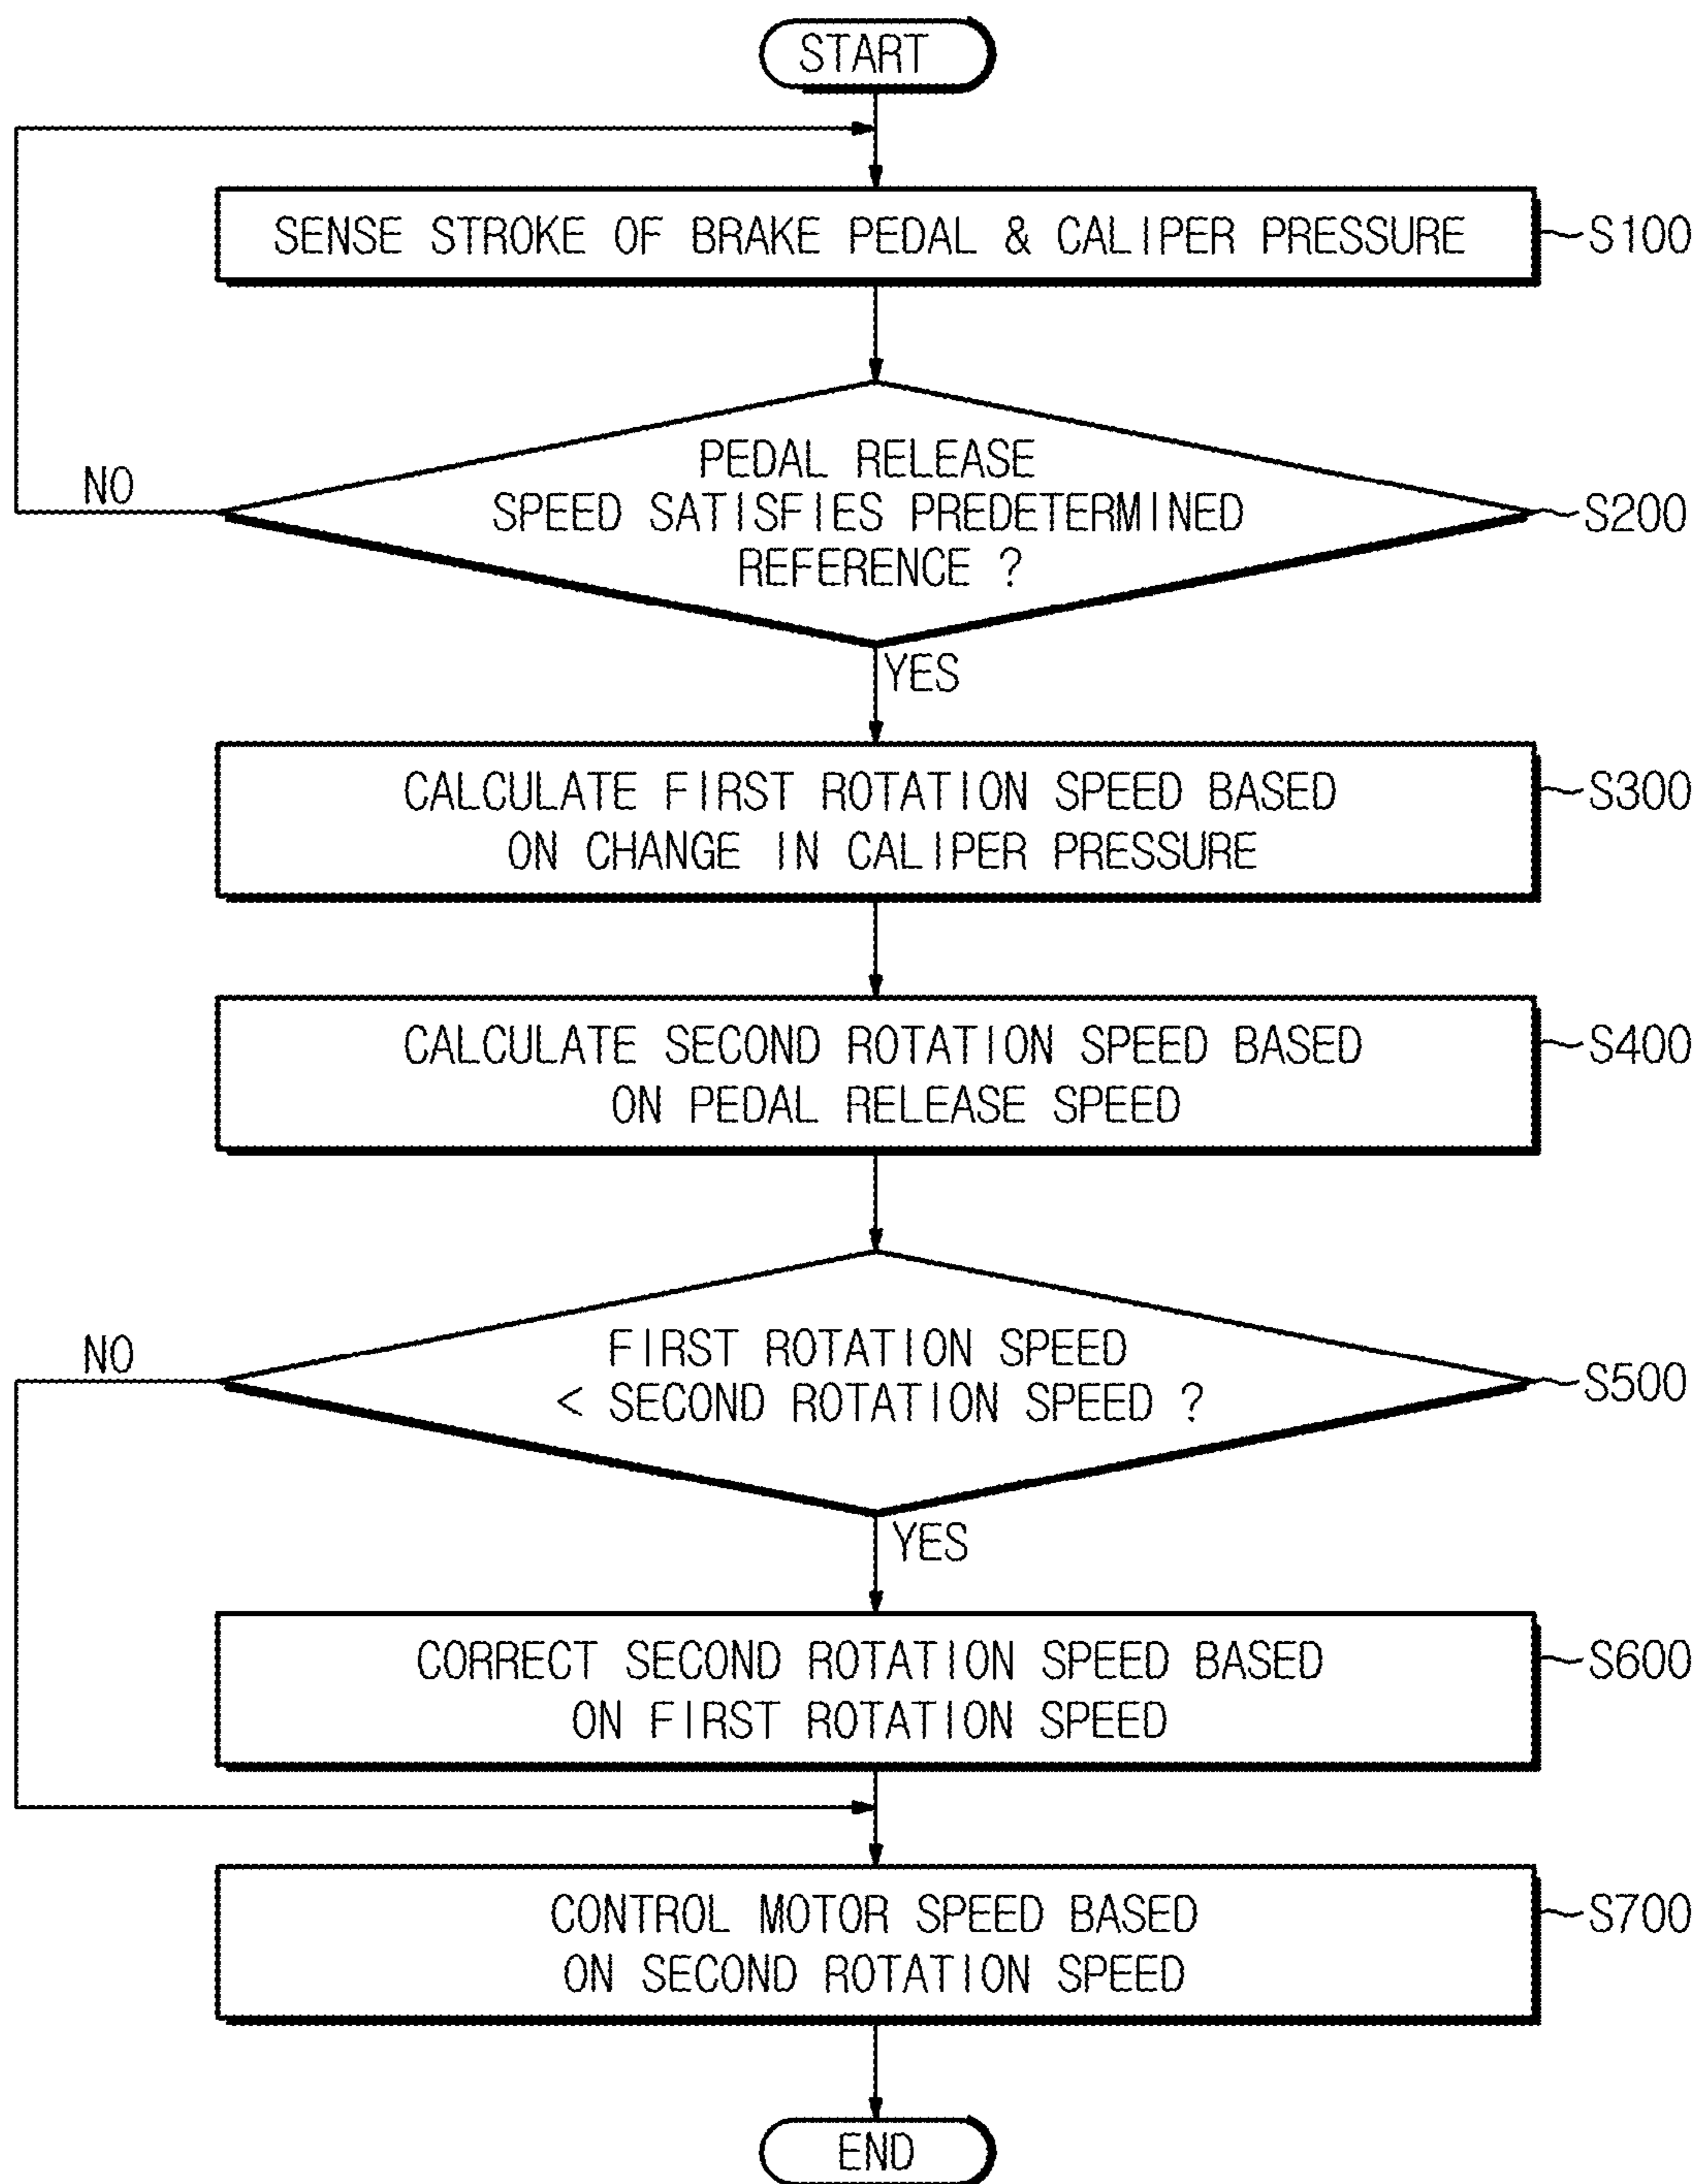 START
SENSE STROKE OF BRAKE PEDAL & CALIPER PRESSURE
S100
PEDAL RELEASE
SPEED SATISFIES PREDETERMINED
REFERENCE ?
NO
S200
YES
CALCULATE FIRST ROTATION SPEED BASED
ON CHANGE IN CALIPER PRESSURE
S300
CALCULATE SECOND ROTATION SPEED BASED
ON PEDAL RELEASE SPEED
S400
FIRST ROTATION SPEED
< SECOND ROTATION SPEED ?
NO
S500
YES
CORRECT SECOND ROTATION SPEED BASED
ON FIRST ROTATION SPEED
S600
CONTROL MOTOR SPEED BASED
ON SECOND ROTATION SPEED
S700
END